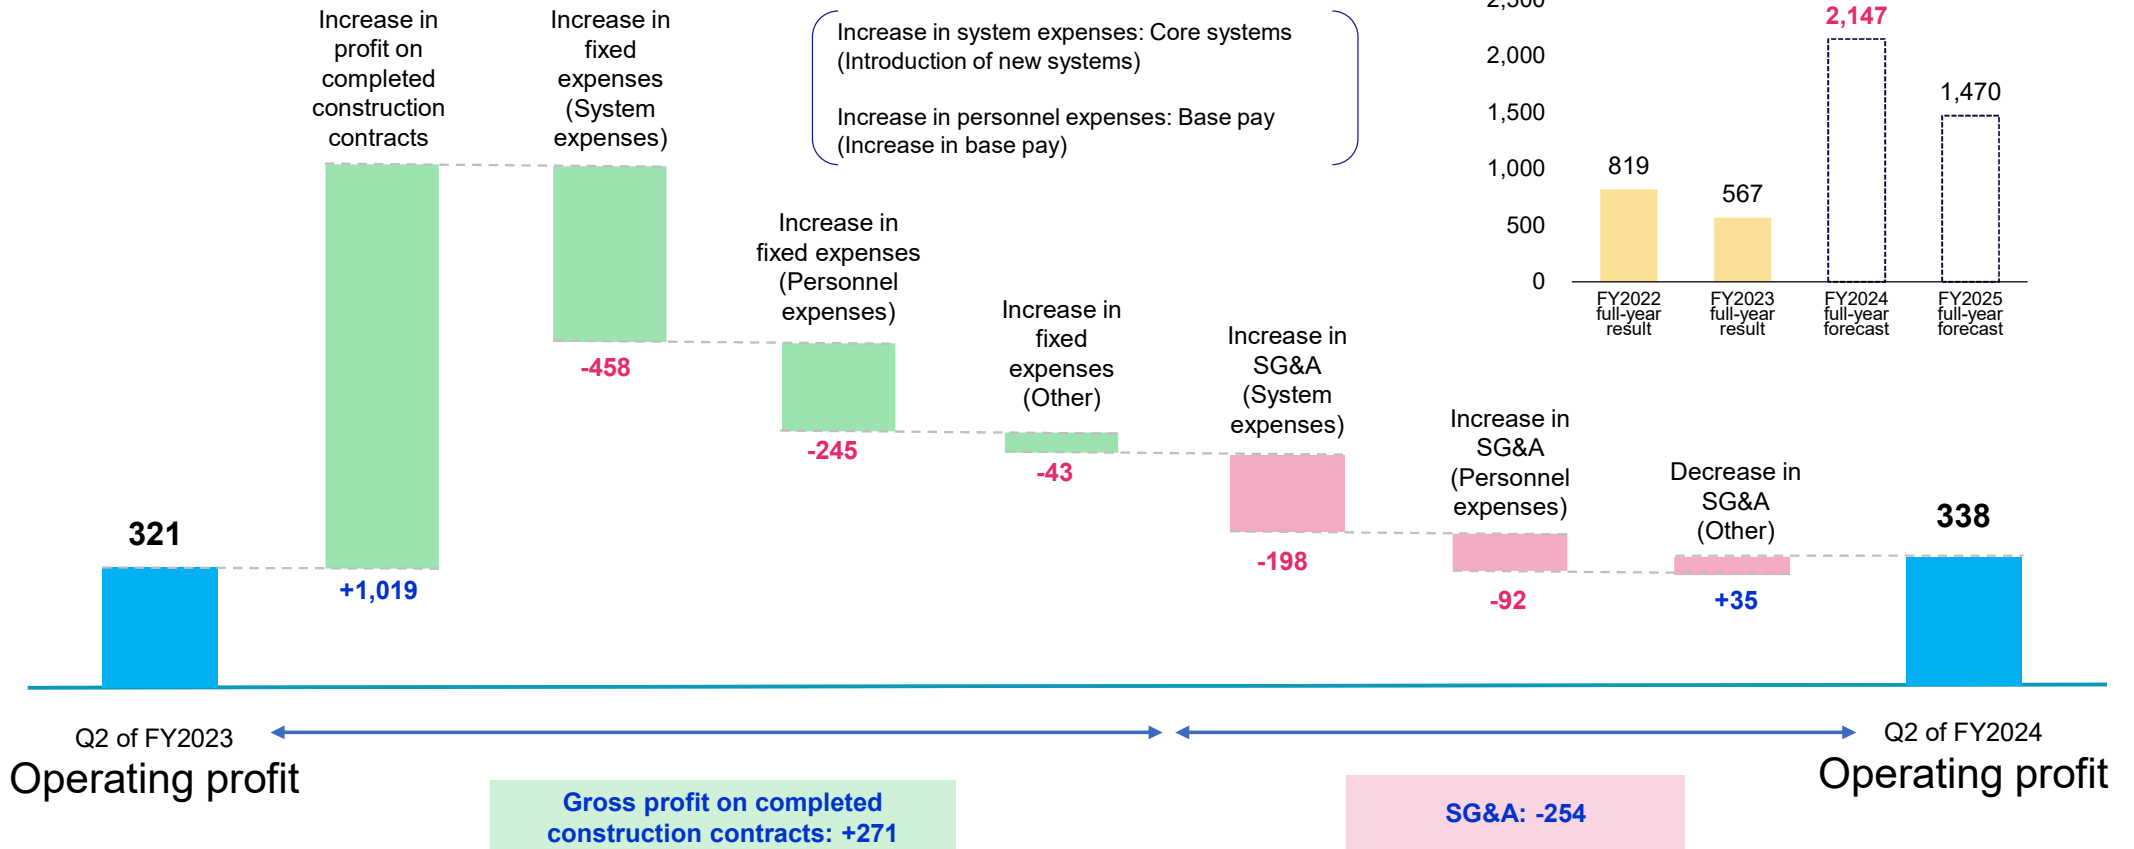 Increase in
profit on
completed
construction
contracts
Increase in
fixed
expenses
(System
expenses)
Increase in system expenses: Core systems
(Introduction of new systems)
Increase in personnel expenses: Base pay
(Increase in base pay)
2,500
2,000
1,500
1,000
500
0
819
567
2,147
1,470
FY2022
full-year
result
FY2023
full-year
result
FY2024
full-year
forecast
FY2025
full-year
forecast
Increase in
fixed expenses
(Personnel
expenses)
Increase in
fixed
expenses
(Other)
Increase in
SG&A
(System
expenses)
Increase in
SG&A
(Personnel
expenses)
Decrease in
SG&A
(Other)
321
+1,019
-458
-245
-43
-198
-92
+35
338
Q2 of FY2023
Operating profit
Q2 of FY2024
Operating profit
Gross profit on completed
construction contracts: +271
SG&A: -254